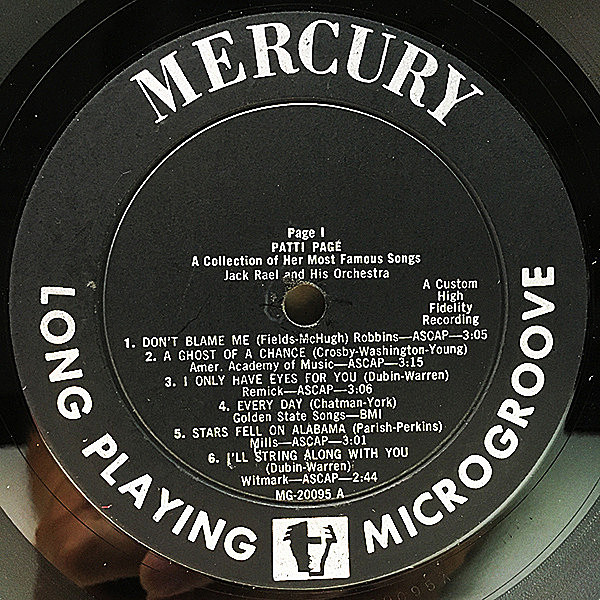 MERCURY
Page 1
PATTI PAGE
A Collection of Her Most Famous Songs
Jack Rael and His Orchestra
A Custom
High
Fidelity
Recording
1. DON'T BLAME ME (Fields-McHugh) Robbins—ASCAP—3:05
2. A GHOST OF A CHANCE (Crosby-Washington-Young)
Amer. Academy of Music—ASCAP—3:15
3. I ONLY HAVE EYES FOR YOU (Dubin-Warren)
Remick—ASCAP—3:06
4. EVERY DAY (Chatman-York)
Golden State Songs—BMI
5. STARS FELL ON ALABAMA (Parish-Perkins)
Mills—ASCAP—3:01
6. I'LL STRING ALONG WITH YOU
(Dubin-Warren)
Witmark—ASCAP—2:44
MG-20095 A
LONG PLAYING MICROGROOVE